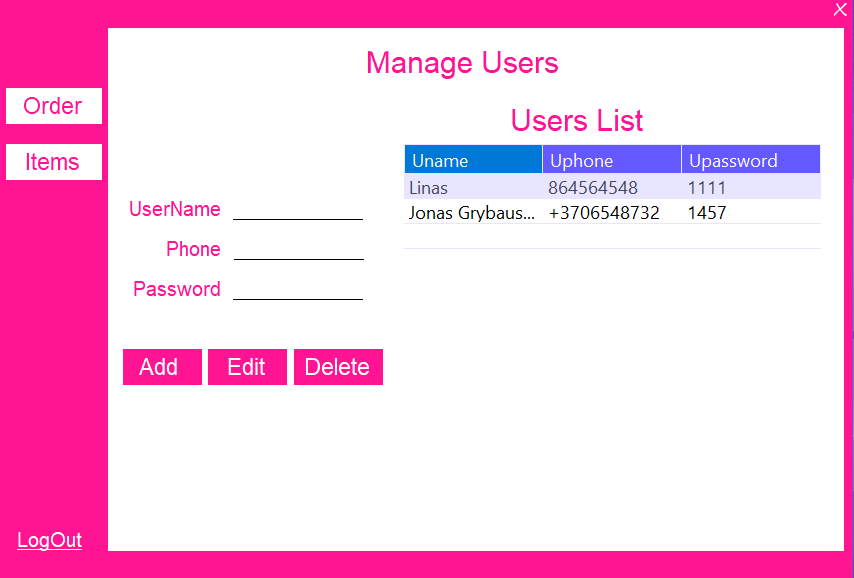 X
Manage Users
Order
Users List
Items
Uname Uphone Upassword
Linas 864564548 1111
Jonas Grybaus... +3706548732 1457
UserName
Phone
Password
Add Edit Delete
LogOut